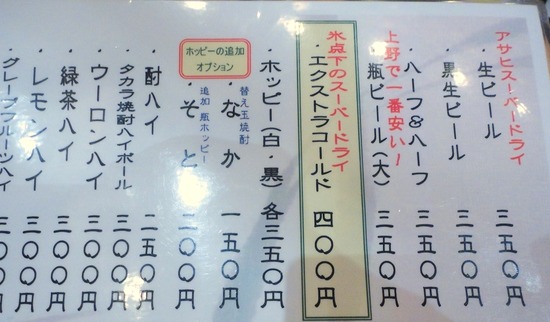 アサヒスーパードライ
・生ビール 三五〇円
・黒生ビール 三五〇円
・ハーフ&ハーフ 三五〇円
上野で一番安い!
・瓶ビール(大) 三五〇円
氷点下のスーパードライ
・エクストラコールド 四〇〇円
・ホッピー(白・黒) 各三五〇円
ホッピーの追加
オプション
替え玉焼酎
・なか 一五〇円
追加 瓶ホッピー
・そと 二〇〇円
・酎ハイ 二五〇円
・タカラ焼酎ハイボール 三〇〇円
・ウーロンハイ 三〇〇円
・緑茶ハイ 三〇〇円
・レモンハイ 三〇〇円
・グレープフルーツハイ 三〇〇円